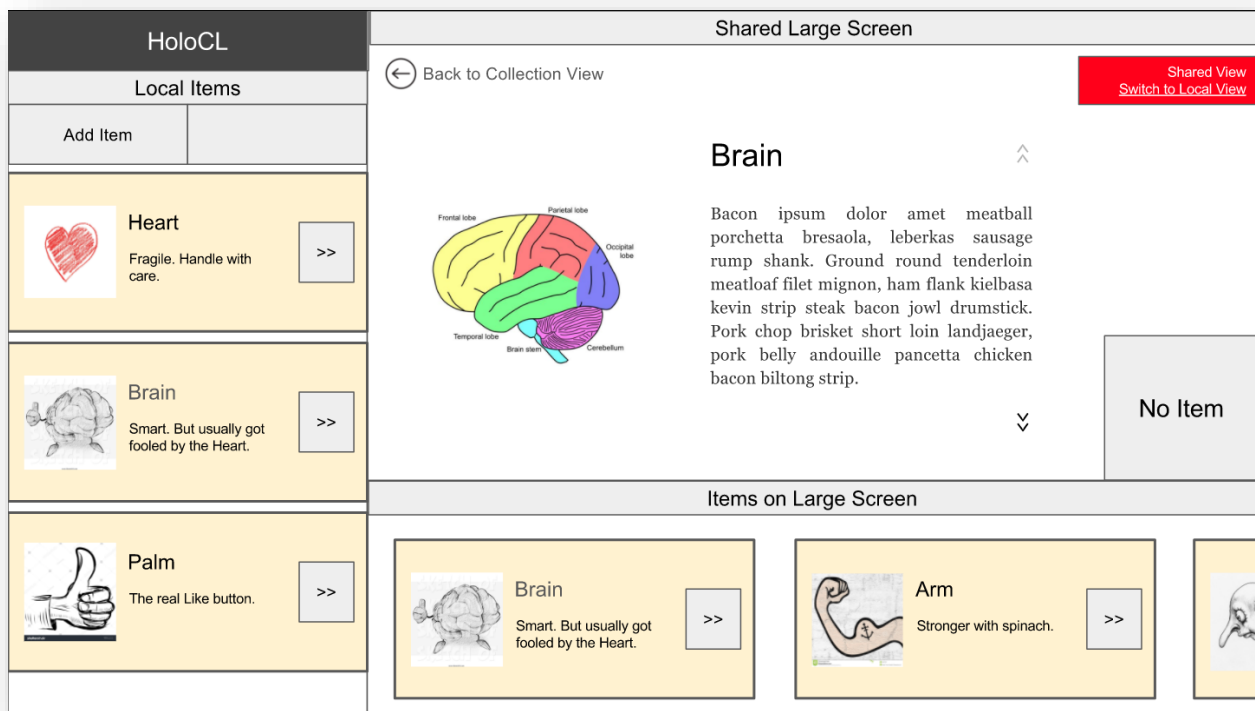 HoloCL
Local Items
Add Item
Heart
Fragile. Handle with
care.
>>
Brain
Smart. But usually got
fooled by the Heart.
>>
Palm
The real Like button.
>>
Shared Large Screen
Back to Collection View
Shared View
Switch to Local View
Frontal lobe
Parietal lobe
Occipital
lobe
Temporal lobe
Brain stem
Cerebellum
Brain
Bacon ipsum dolor amet meatball
porchetta bresaola, leberkas sausage
rump shank. Ground round tenderloin
meatloaf filet mignon, ham flank kielbasa
kevin strip steak bacon jowl drumstick.
Pork chop brisket short loin landjaeger,
pork belly andouille pancetta chicken
bacon biltong strip.
No Item
Items on Large Screen
Brain
Smart. But usually got
fooled by the Heart.
>>
Arm
Stronger with spinach.
>>